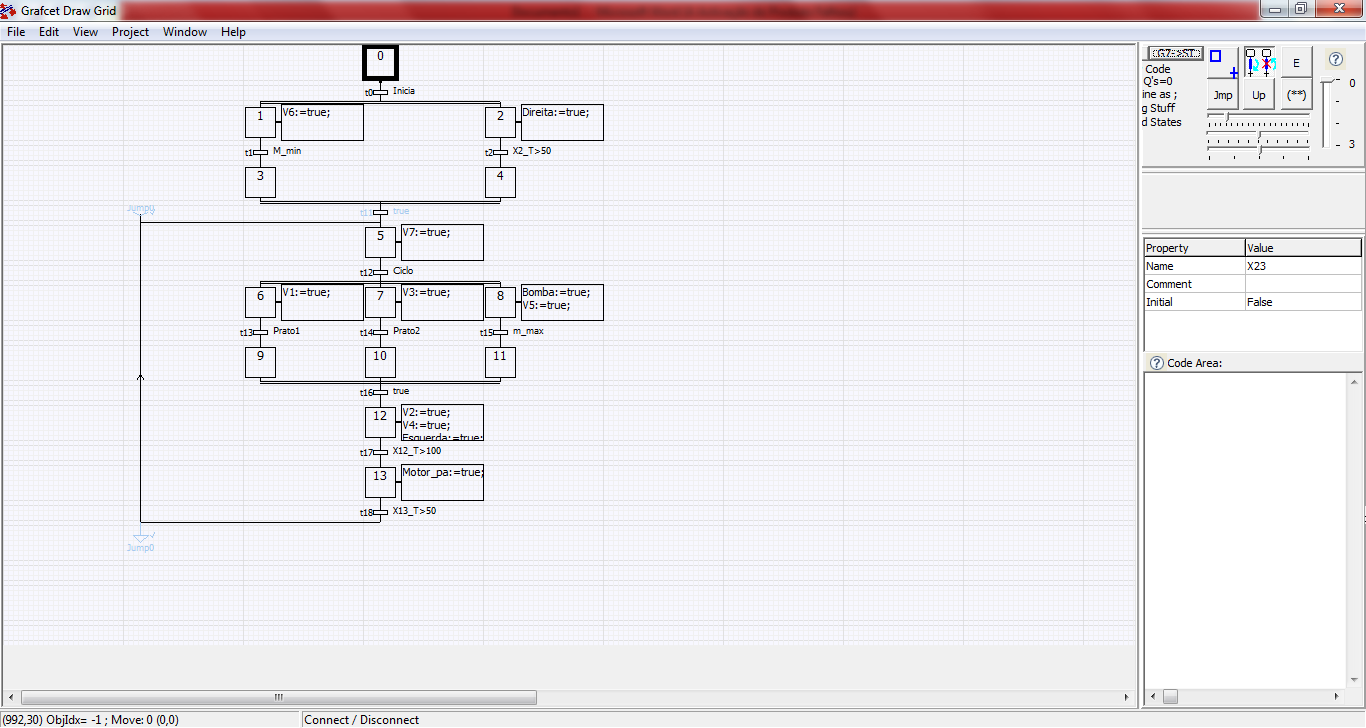 Grafcet Draw Grid
File Edit View Project Window Help
0
t0 Inicia
1 V6:=true; 2 Direita:=true;
t1 M_min t2 X2_T>50
3 4
Jump0 t11 true
5 V7:=true;
t12 Ciclo
6 V1:=true; 7 V3:=true; 8 Bomba:=true;
V5:=true;
t13 Prato1 t14 Prato2 t15 m_max
9 10 11
t16 true
12 V2:=true;
V4:=true;
Esquerda:=true;
t17 X12_T>100
13 Motor_pa:=true;
t18 X13_T>50
Jump0
G7->ST
Code
Q's=0
ine as ;
g Stuff
d States
E
Jmp Up (**)
0
3
Property Value
Name X23
Comment
Initial False
Code Area:
(992,30) ObjIdx= -1 ; Move: 0 (0,0) Connect / Disconnect